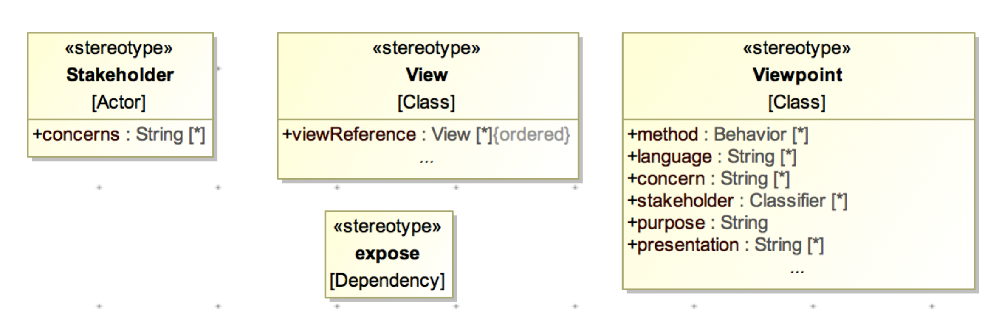 «stereotype»
Stakeholder
[Actor]
+concerns : String [*]
«stereotype»
View
[Class]
+viewReference : View [*]{ordered}
...
«stereotype»
expose
[Dependency]
«stereotype»
Viewpoint
[Class]
+method : Behavior [*]
+language : String [*]
+concern : String [*]
+stakeholder : Classifier [*]
+purpose : String
+presentation : String [*]
...